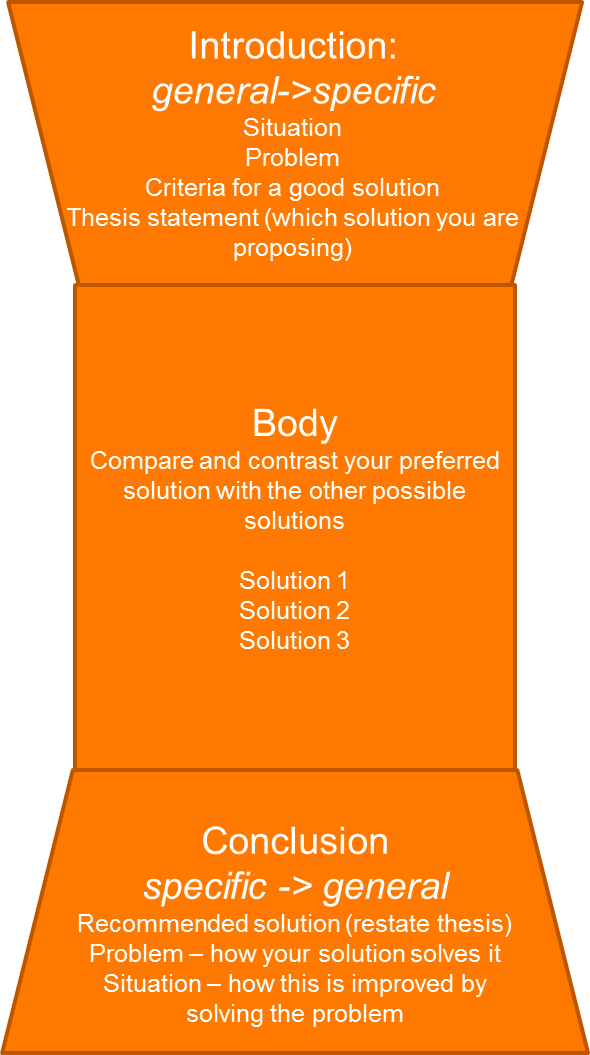 Introduction:
general->specific
Situation
Problem
Criteria for a good solution
Thesis statement (which solution you are
proposing)
Body
Compare and contrast your preferred
solution with the other possible
solutions
Solution 1
Solution 2
Solution 3
Conclusion
specific -> general
Recommended solution (restate thesis)
Problem – how your solution solves it
Situation – how this is improved by
solving the problem